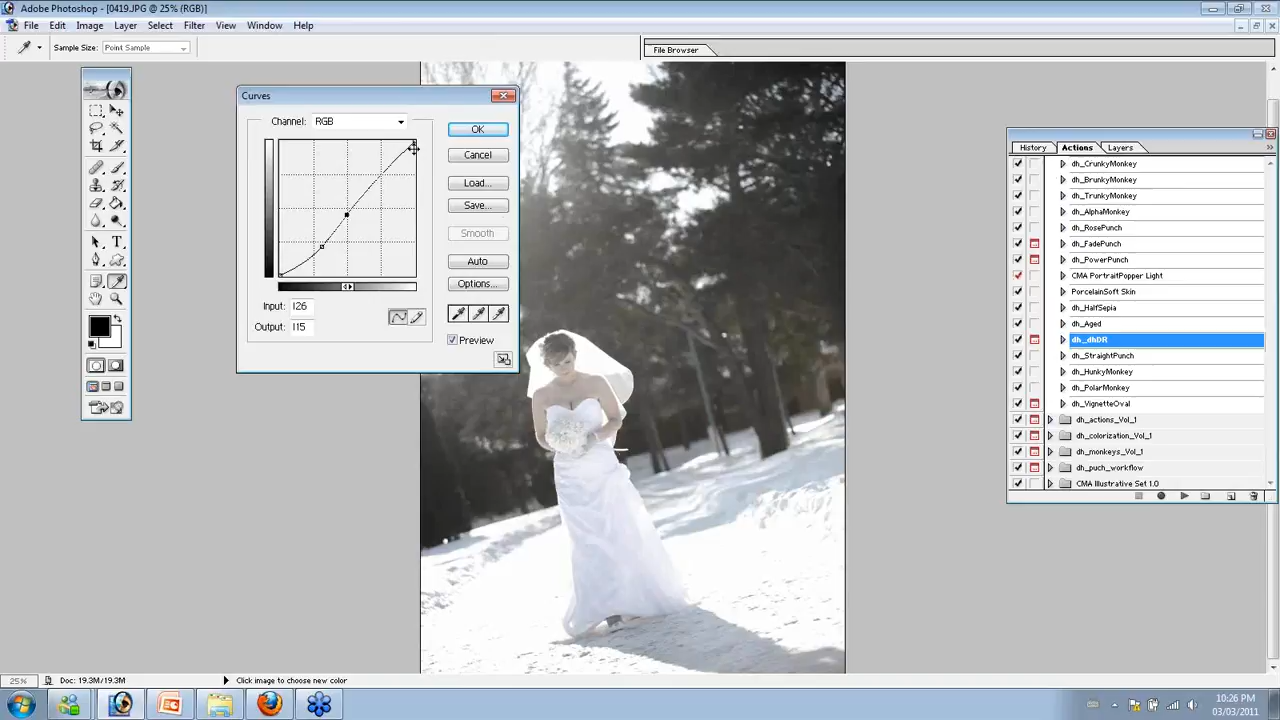 Adobe Photoshop - [0419.JPG @ 25% (RGB)]
File Edit Image Layer Select Filter View Window Help
Sample Size: Point Sample
File Browser
Curves
Channel: RGB
OK
Cancel
Load...
Save...
Smooth
Auto
Options...
Input: 126
Output: 115
Preview
History Actions Layers
dh_CrunkyMonkey
dh_BrunkyMonkey
dh_TrunkyMonkey
dh_AlphaMonkey
dh_RosePunch
dh_FadePunch
dh_PowerPunch
CMA PortraitPopper Light
PorcelainSoft Skin
dh_HalfSepia
dh_Aged
dh_dhDR
dh_StraightPunch
dh_HunkyMonkey
dh_PolarMonkey
dh_VignetteOval
dh_actions_Vol_1
dh_colorization_Vol_1
dh_monkeys_Vol_1
dh_puch_workflow
CMA Illustrative Set 1.0
25% Doc: 19.3M/19.3M Click image to choose new color
10:26 PM
03/03/2011